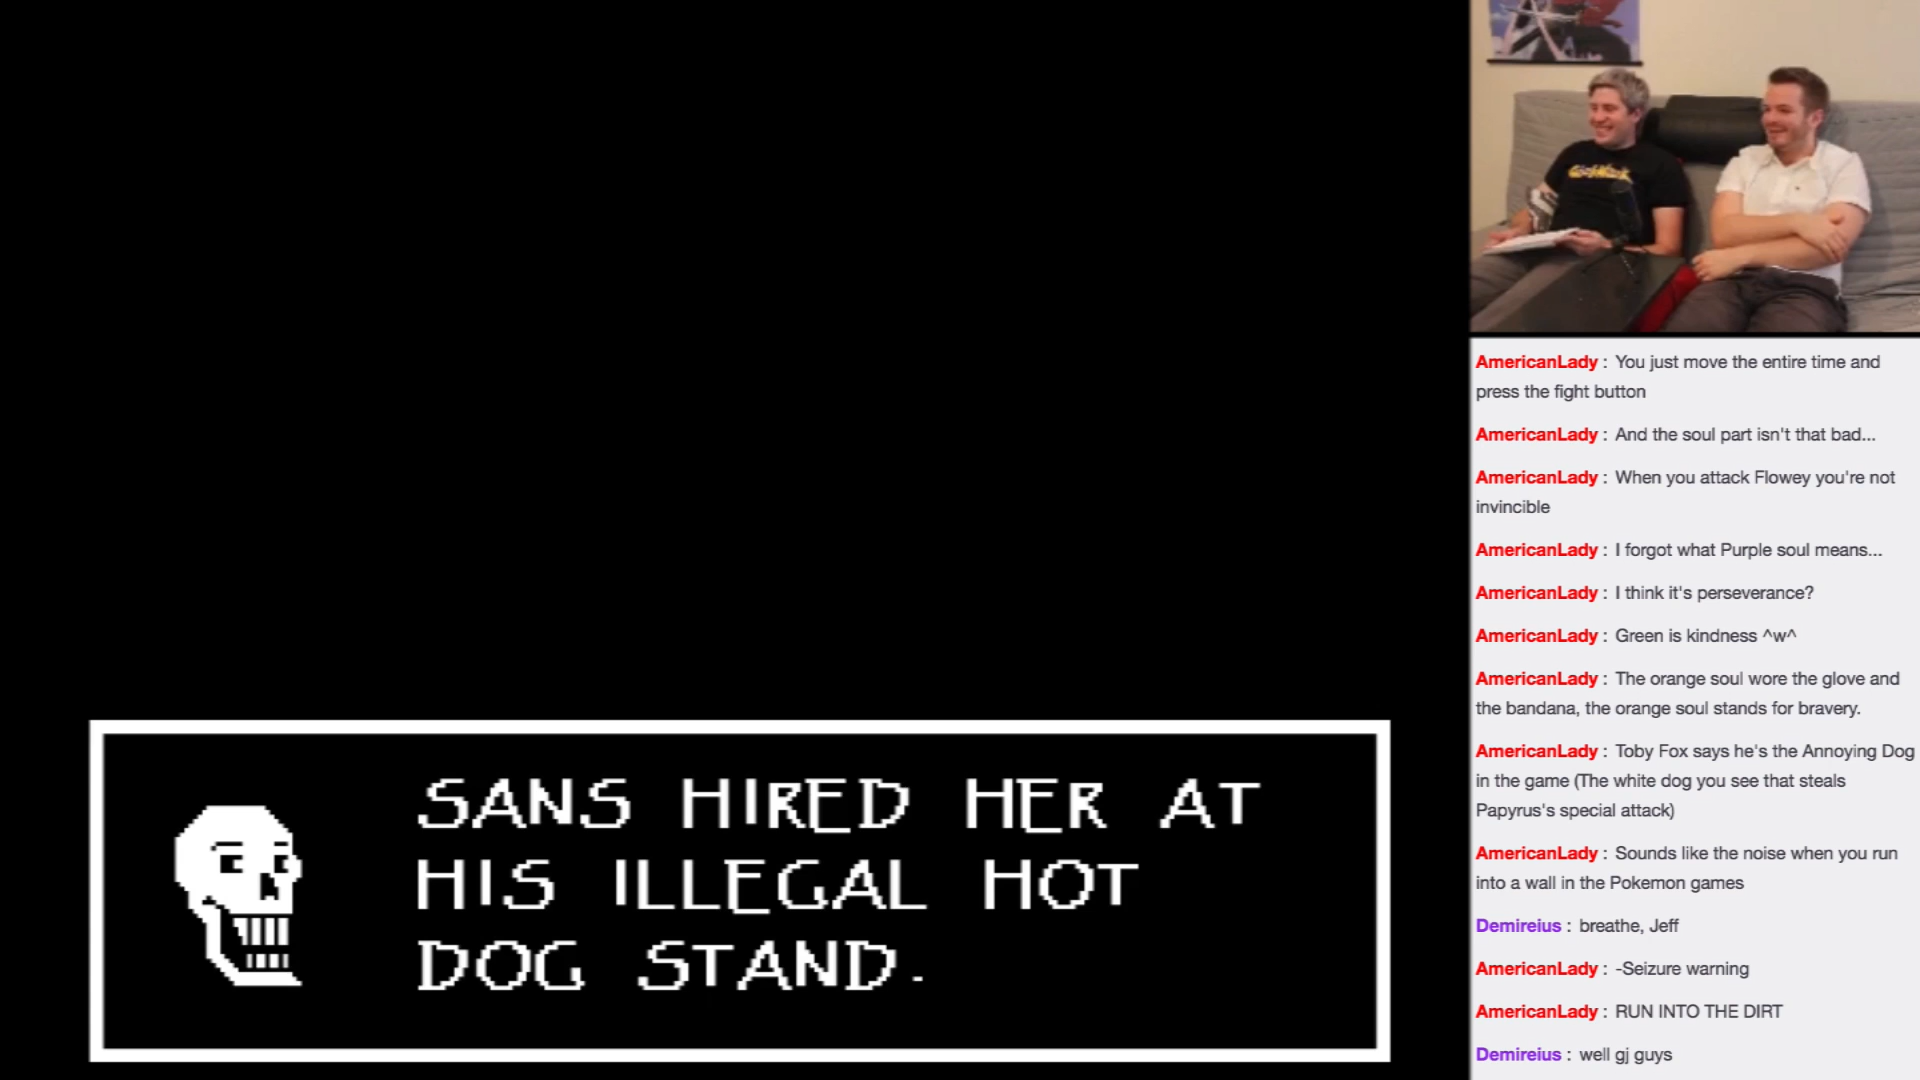 SANS HIRED HER AT
HIS ILLEGAL HOT
DOG STAND.
AmericanLady : You just move the entire time and
press the fight button
AmericanLady : And the soul part isn't that bad...
AmericanLady : When you attack Flowey you're not
invincible
AmericanLady : I forgot what Purple soul means...
AmericanLady : I think it's perseverance?
AmericanLady : Green is kindness ^w^
AmericanLady : The orange soul wore the glove and
the bandana, the orange soul stands for bravery.
AmericanLady : Toby Fox says he's the Annoying Dog
in the game (The white dog you see that steals
Papyrus's special attack)
AmericanLady : Sounds like the noise when you run
into a wall in the Pokemon games
Demireius : breathe, Jeff
AmericanLady : -Seizure warning
AmericanLady : RUN INTO THE DIRT
Demireius : well gj guys